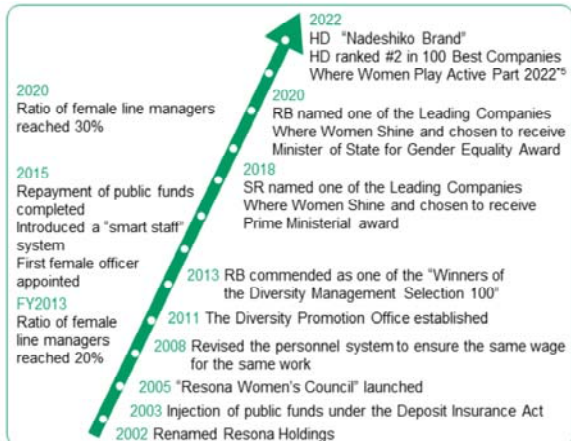 2022
HD "Nadeshiko Brand"
HD ranked #2 in 100 Best Companies
Where Women Play Active Part 2022*5
2020
Ratio of female line managers
reached 30%
2020
RB named one of the Leading Companies
Where Women Shine and chosen to receive
Minister of State for Gender Equality Award
2015
Repayment of public funds
completed
Introduced a "smart staff"
system
First female officer
appointed
2018
SR named one of the Leading Companies
Where Women Shine and chosen to receive
Prime Ministerial award
FY2013
Ratio of female
line managers
reached 20%
2013 RB commended as one of the "Winners of
the Diversity Management Selection 100"
2011 The Diversity Promotion Office established
2008 Revised the personnel system to ensure the same wage
for the same work
2005 "Resona Women's Council" launched
2003 Injection of public funds under the Deposit Insurance Act
2002 Renamed Resona Holdings